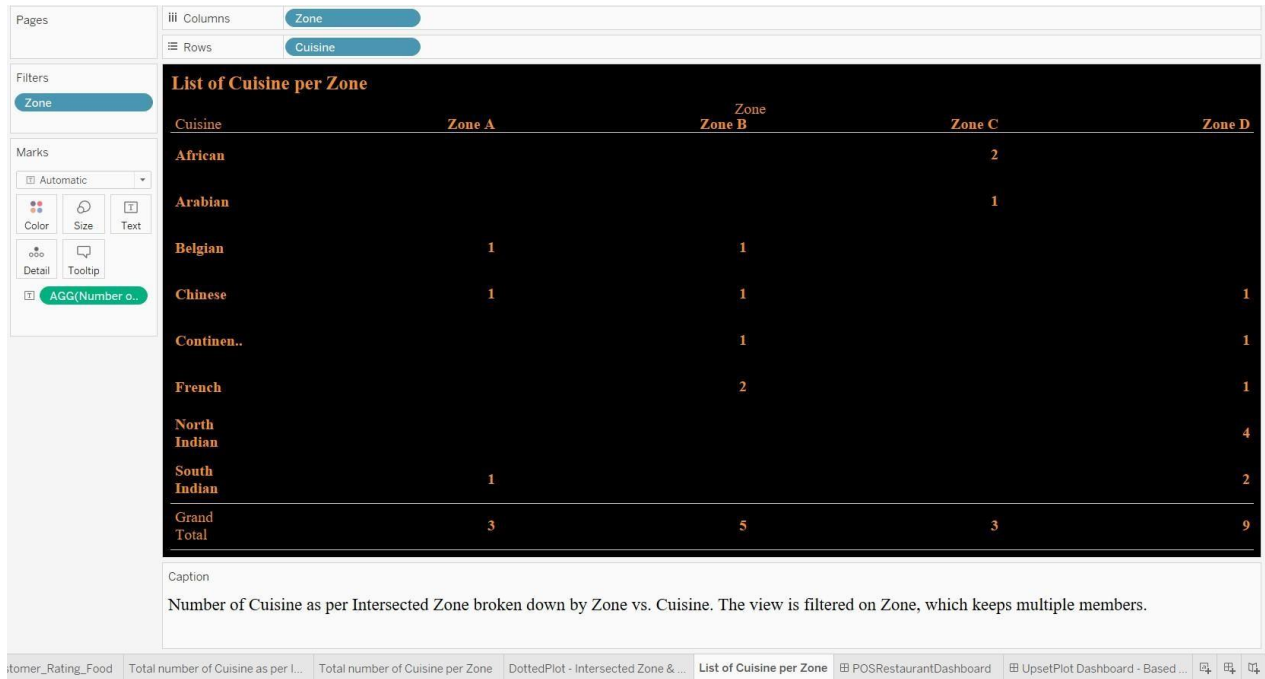 Pages
iii Columns Zone
Rows Cuisine
Filters
Zone
Marks
Automatic
Color Size Text
Detail Tooltip
AGG(Number o..
List of Cuisine per Zone
Zone
Cuisine Zone A Zone B Zone C Zone D
African 2
Arabian 1
Belgian 1 1
Chinese 1 1 1
Continen.. 1 1
French 2 1
North
Indian 4
South
Indian 1 2
Grand
Total 3 5 3 9
Caption
Number of Cuisine as per Intersected Zone broken down by Zone vs. Cuisine. The view is filtered on Zone, which keeps multiple members.
stomer_Rating_Food Total number of Cuisine as per I... Total number of Cuisine per Zone DottedPlot - Intersected Zone & ... List of Cuisine per Zone POSRestaurantDashboard UpsetPlot Dashboard - Based ...